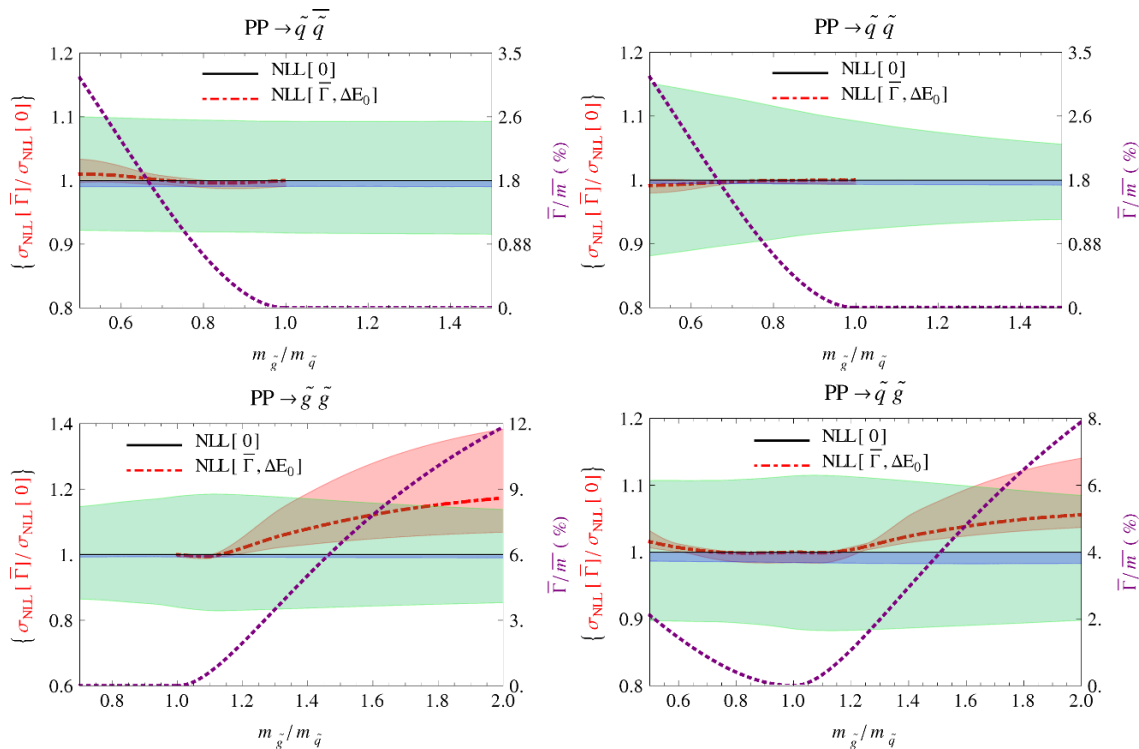 PP → q̃ q̃̅
NLL[ 0]
NLL[ Γ̅, ΔE₀]
{ σ_NLL [ Γ̅] / σ_NLL [ 0] }
Γ̅/m̅ ( %)
1.2
1.1
1.
0.9
0.8
3.5
2.6
1.8
0.88
0.
0.6 0.8 1.0 1.2 1.4
m_g̃ / m_q̃
PP → q̃ q̃
NLL[ 0]
NLL[ Γ̅, ΔE₀]
{ σ_NLL [ Γ̅] / σ_NLL [ 0] }
Γ̅/m̅ ( %)
1.2
1.1
1.
0.9
0.8
3.5
2.6
1.8
0.88
0.
0.6 0.8 1.0 1.2 1.4
m_g̃ / m_q̃
PP → g̃ g̃
NLL[ 0]
NLL[ Γ̅, ΔE₀]
{ σ_NLL [ Γ̅] / σ_NLL [ 0] }
Γ̅/m̅ ( %)
1.4
1.2
1.
0.8
0.6
12.
9.
6.
3.
0.
0.8 1.0 1.2 1.4 1.6 1.8 2.0
m_g̃ / m_q̃
PP → q̃ g̃
NLL[ 0]
NLL[ Γ̅, ΔE₀]
{ σ_NLL [ Γ̅] / σ_NLL [ 0] }
Γ̅/m̅ ( %)
1.2
1.1
1.
0.9
0.8
8.
6.
4.
2.
0.
0.6 0.8 1.0 1.2 1.4 1.6 1.8 2.0
m_g̃ / m_q̃